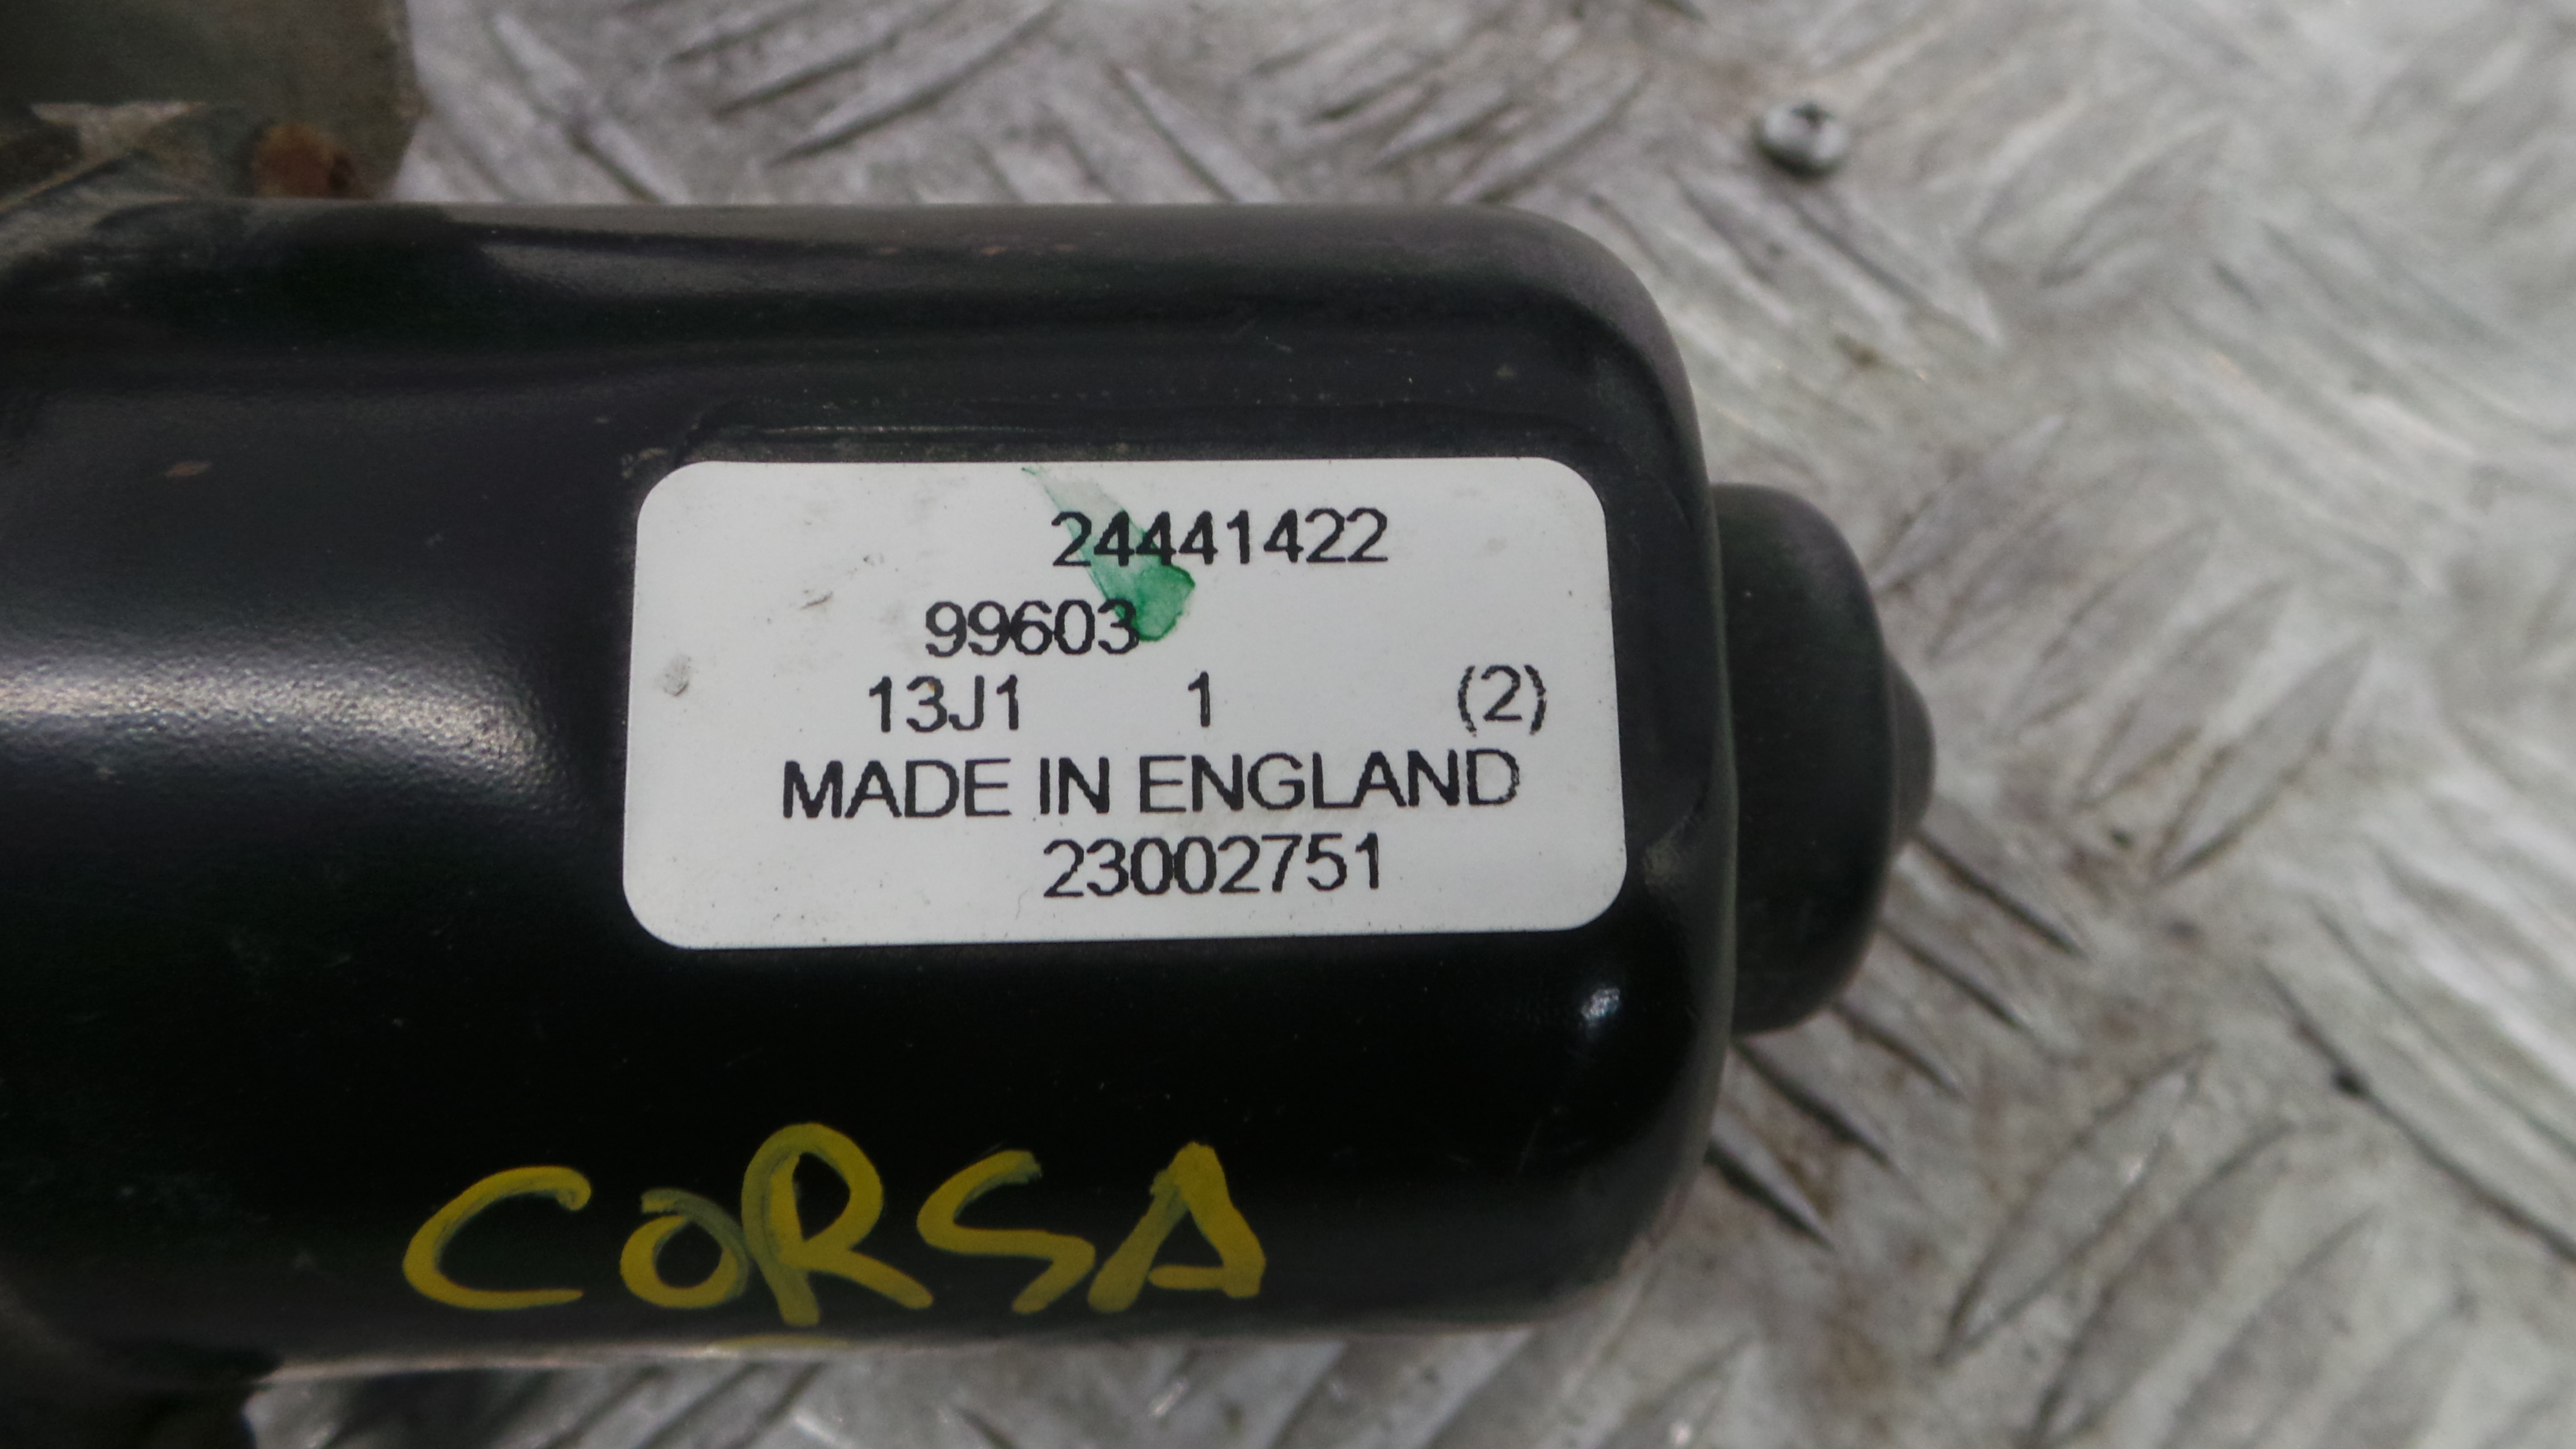 24441422
99603
13J1 1 (2)
MADE IN ENGLAND
23002751
CORSA